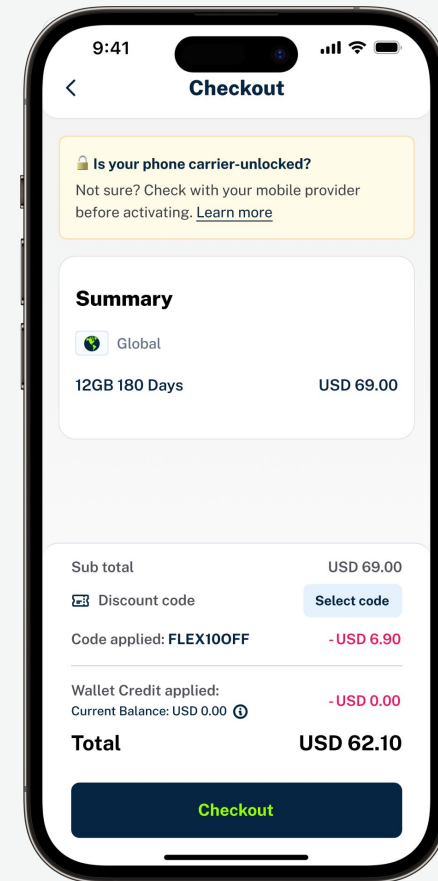 9:41
Checkout
🔒 Is your phone carrier-unlocked?
Not sure? Check with your mobile provider
before activating. Learn more
Summary
Global
12GB 180 Days USD 69.00
Sub total USD 69.00
Discount code Select code
Code applied: FLEX10OFF - USD 6.90
Wallet Credit applied:
Current Balance: USD 0.00 - USD 0.00
Total USD 62.10
Checkout